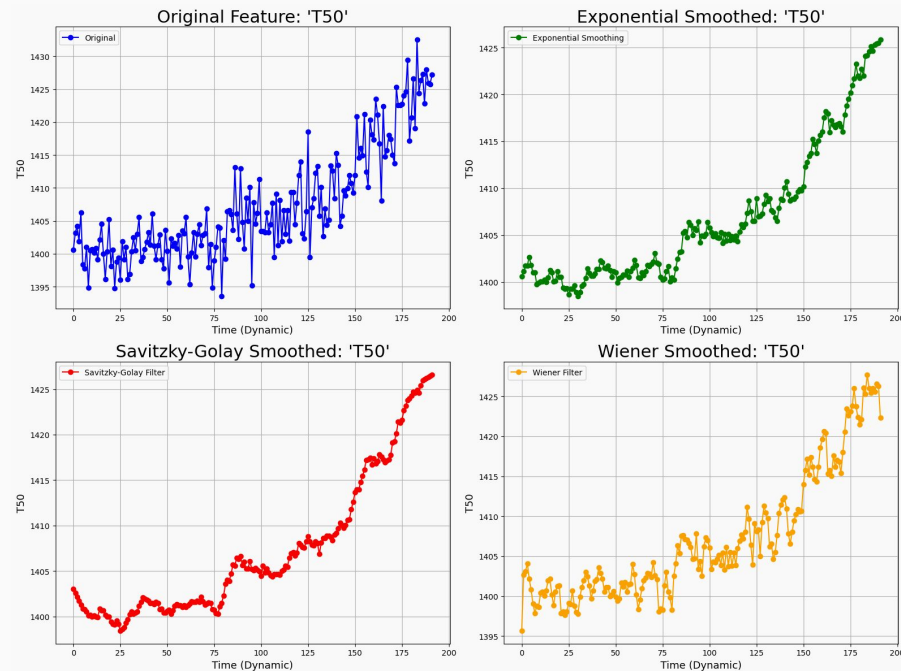 Original Feature: 'T50'
Original
1430
1425
1420
1415
1410
1405
1400
1395
T50
0 25 50 75 100 125 150 175 200
Time (Dynamic)
Exponential Smoothed: 'T50'
Exponential Smoothing
1425
1420
1415
1410
1405
1400
T50
0 25 50 75 100 125 150 175 200
Time (Dynamic)
Savitzky-Golay Smoothed: 'T50'
Savitzky-Golay Filter
1425
1420
1415
1410
1405
1400
T50
0 25 50 75 100 125 150 175 200
Time (Dynamic)
Wiener Smoothed: 'T50'
Wiener Filter
1425
1420
1415
1410
1405
1400
1395
T50
0 25 50 75 100 125 150 175 200
Time (Dynamic)